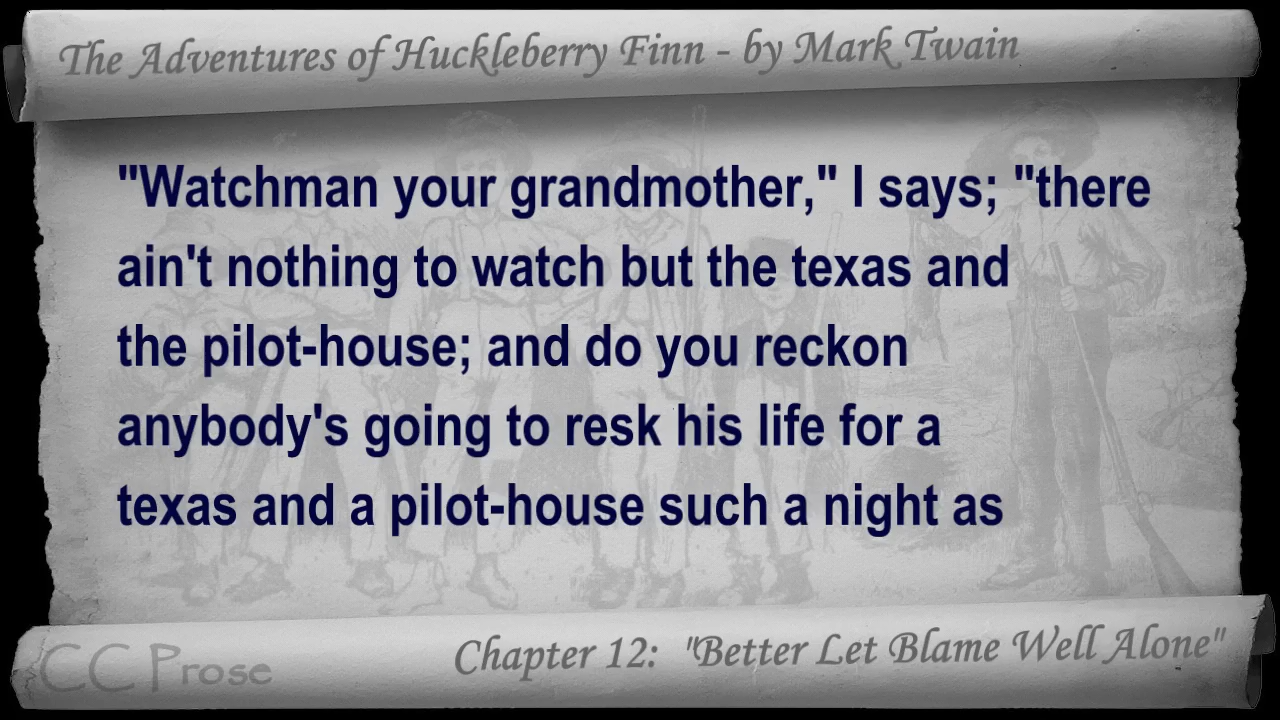 The Adventures of Huckleberry Finn - by Mark Twain
"Watchman your grandmother," I says; "there
ain't nothing to watch but the texas and
the pilot-house; and do you reckon
anybody's going to resk his life for a
texas and a pilot-house such a night as
Chapter 12: "Better Let Blame Well Alone"
CC Prose